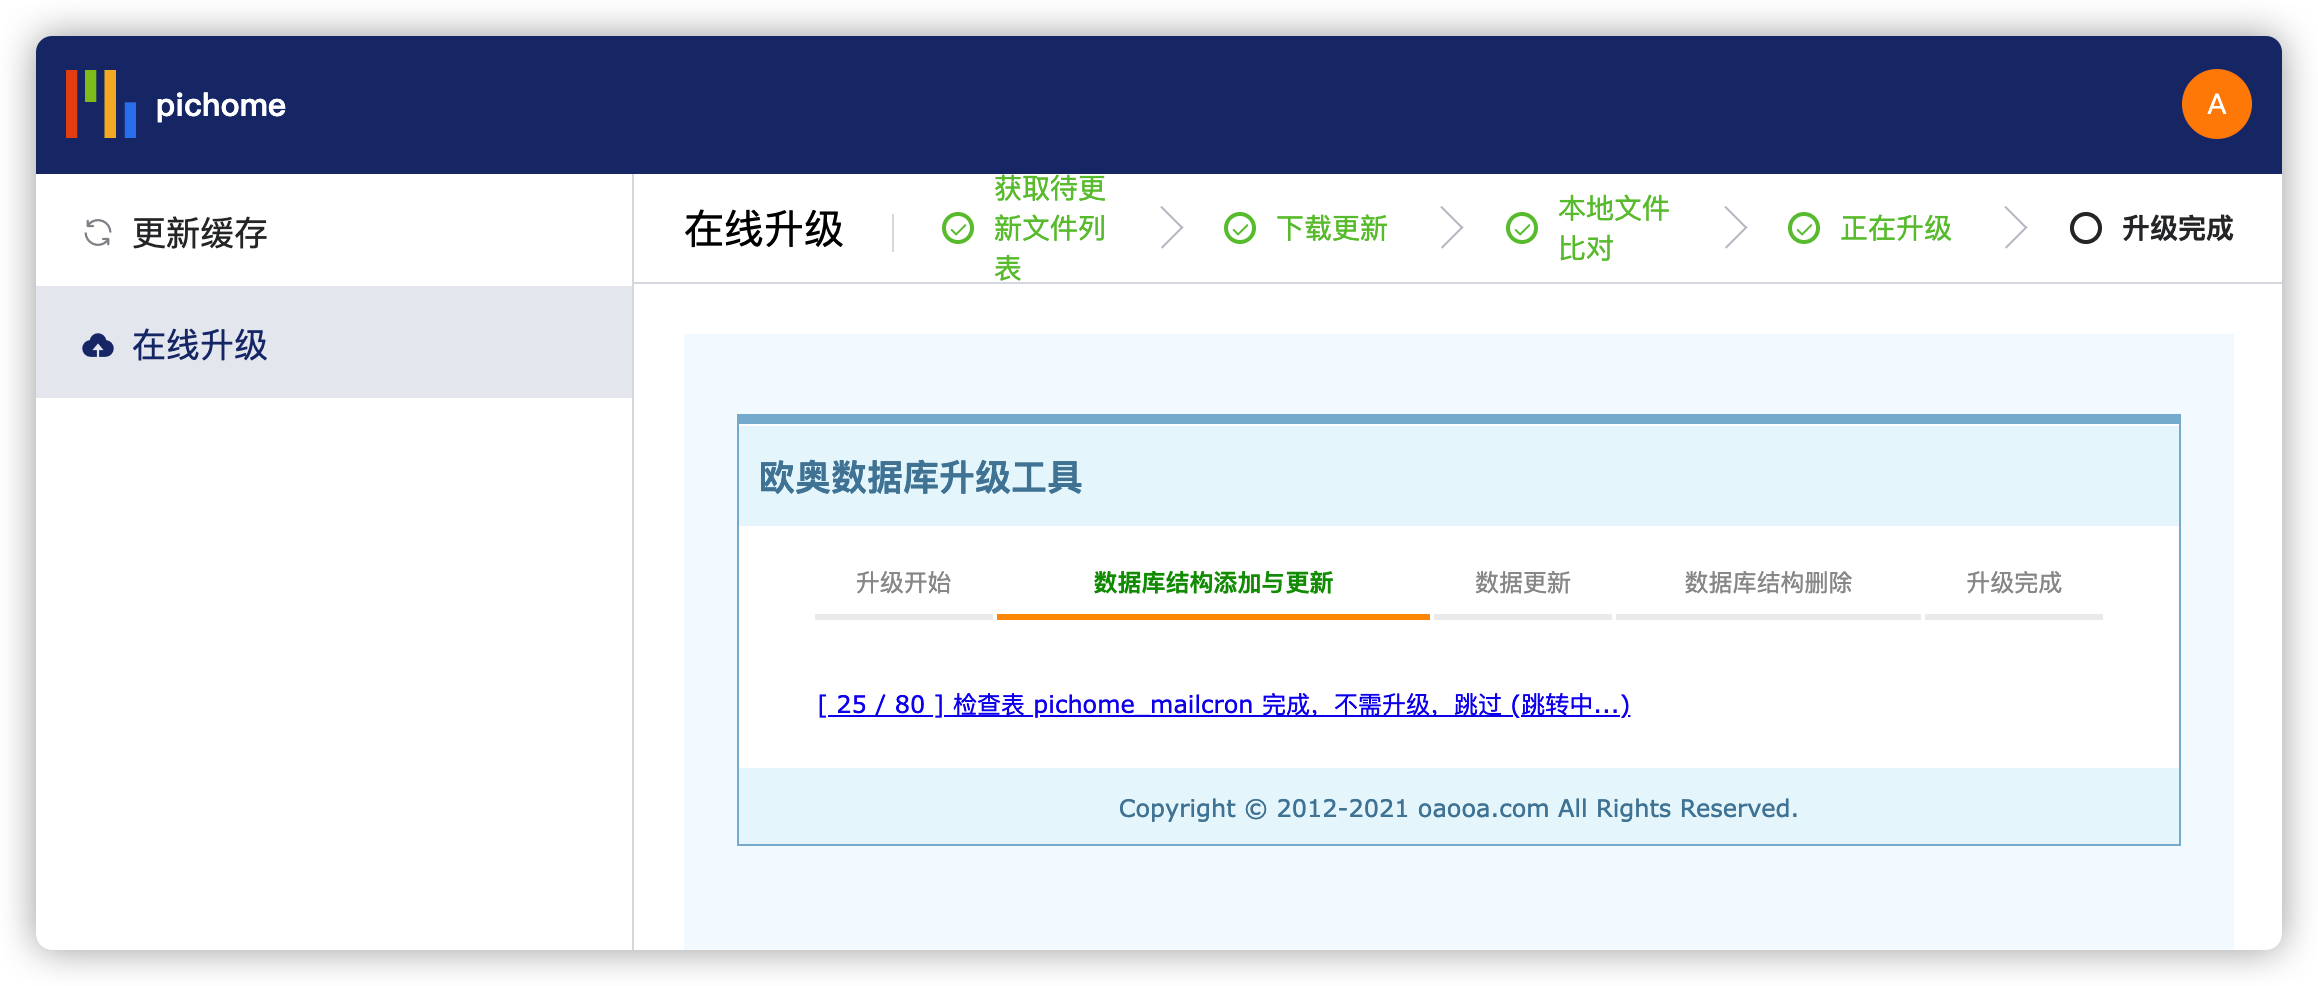 pichome
A
更新缓存
在线升级
在线升级
获取待更
新文件列
表
下载更新
本地文件
比对
正在升级
升级完成
欧奥数据库升级工具
升级开始
数据库结构添加与更新
数据更新
数据库结构删除
升级完成
[ 25 / 80 ] 检查表 pichome_mailcron 完成，不需升级，跳过 (跳转中...)
Copyright © 2012-2021 oaooa.com All Rights Reserved.